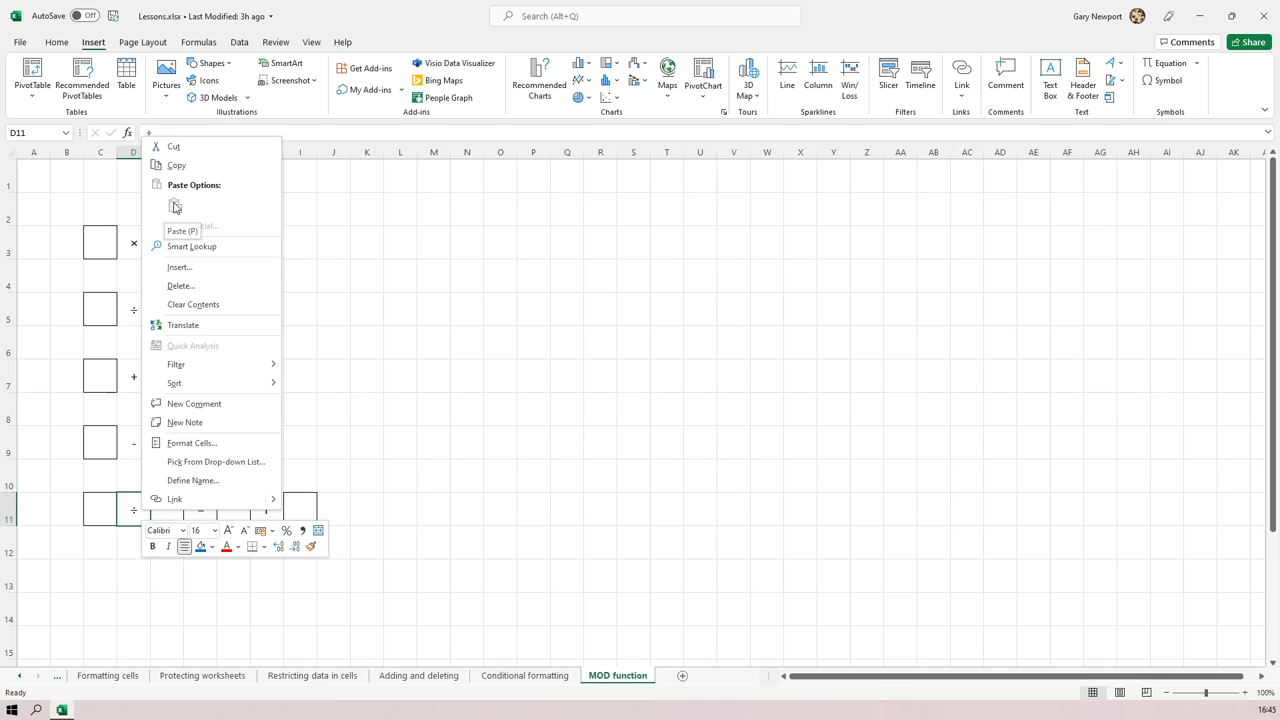 AutoSave Off Lessons.xlsx • Last Modified: 3h ago Search (Alt+Q) Gary Newport
File Home Insert Page Layout Formulas Data Review View Help Comments Share
PivotTable Recommended PivotTables Table
Tables
Pictures Shapes Icons 3D Models SmartArt Screenshot
Illustrations
Get Add-ins My Add-ins Visio Data Visualizer Bing Maps People Graph
Add-ins
Recommended Charts Maps PivotChart
Charts
3D Map
Tours
Line Column Win/Loss
Sparklines
Slicer Timeline
Filters
Link
Links
Comment
Comments
Text Box Header & Footer
Text
Equation Symbol
Symbols
D11 fx ÷
A B C D I J K L M N O P Q R S T U V W X Y Z AA AB AC AD AE AF AG AH AI AJ AK
1
2
3 ×
4
5 ÷
6
7 +
8
9 -
10
11 ÷
12
13
14
15
Cut
Copy
Paste Options:
Paste (P)
Smart Lookup
Insert...
Delete...
Clear Contents
Translate
Quick Analysis
Filter
Sort
New Comment
New Note
Format Cells...
Pick From Drop-down List...
Define Name...
Link
Calibri 16 A A % ,
B I A
... Formatting cells Protecting worksheets Restricting data in cells Adding and deleting Conditional formatting MOD function
Ready 100%
16:45